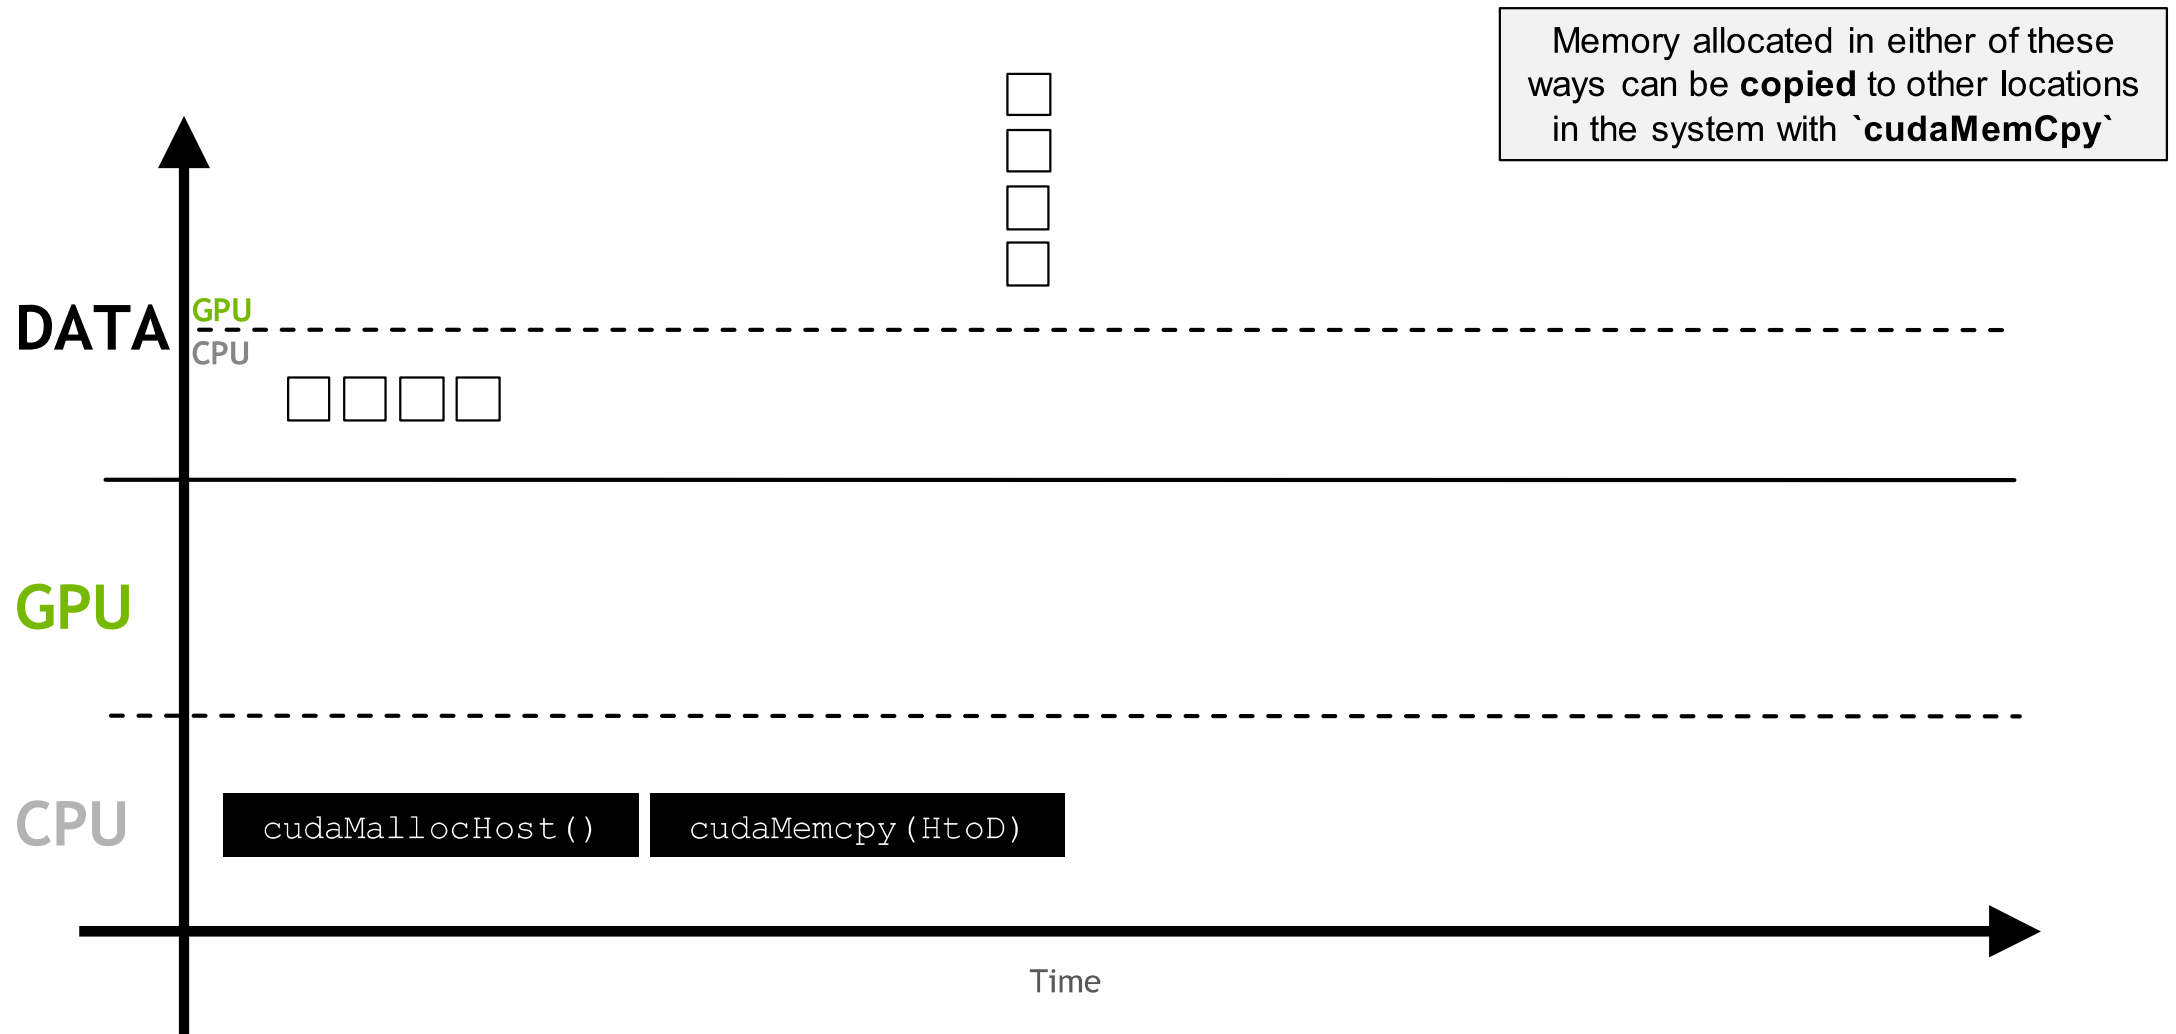 Memory allocated in either of these
ways can be copied to other locations
in the system with `cudaMemCpy`
DATA
GPU
CPU
GPU
CPU
cudaMallocHost()
cudaMemcpy(HtoD)
Time